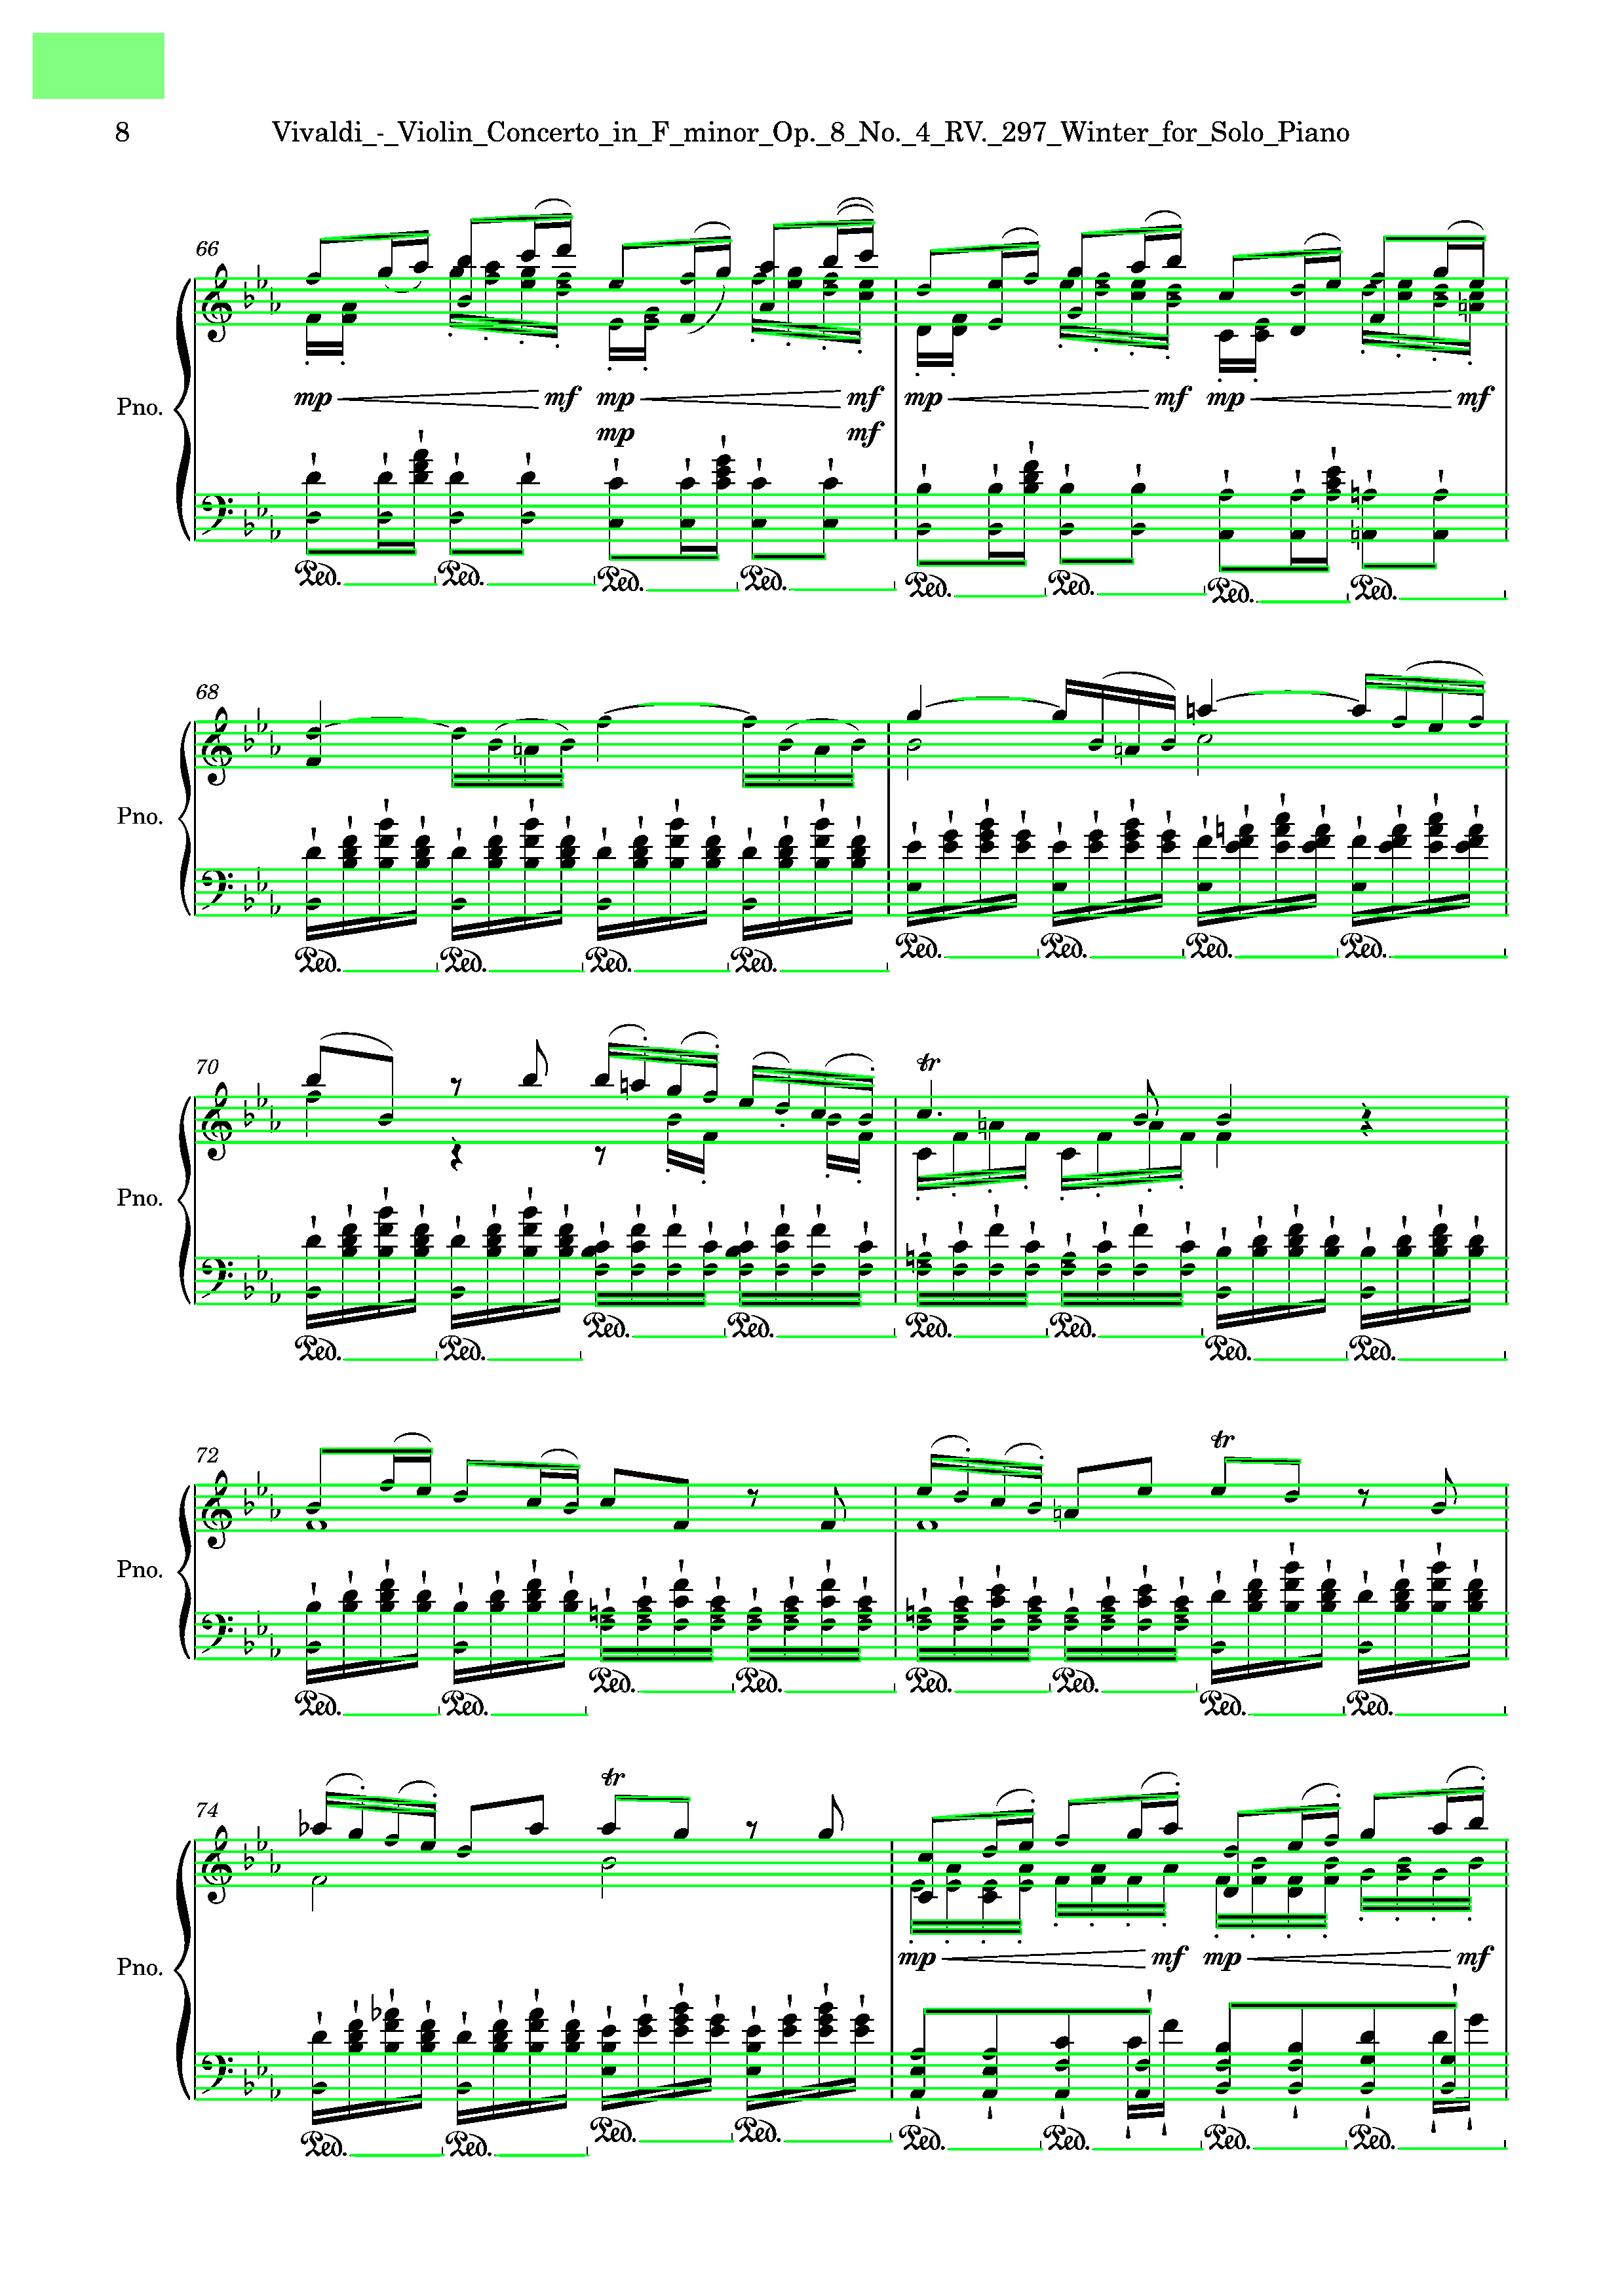 8 Vivaldi_-_Violin_Concerto_in_F_minor_Op._8_No._4_RV._297_Winter_for_Solo_Piano
66
mp mf mp mf mp mf mp mf
Pno.
mp mf
Ped. Ped. Ped. Ped. Ped. Ped. Ped. Ped.
68
Pno.
Ped. Ped. Ped. Ped. Ped. Ped. Ped. Ped.
70 tr
Pno.
Ped. Ped. Ped. Ped. Ped. Ped. Ped. Ped.
72 tr
Pno.
Ped. Ped. Ped. Ped. Ped. Ped. Ped. Ped.
74 tr
mp mf mp mf
Pno.
Ped. Ped. Ped. Ped. Ped. Ped. Ped. Ped.